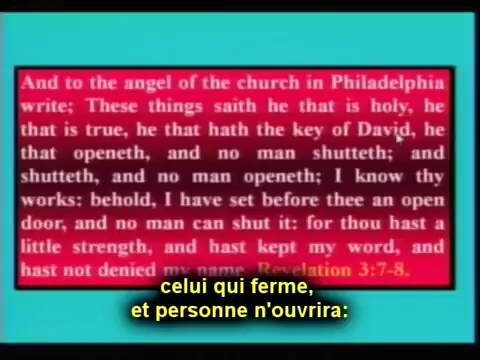 And to the angel of the church in Philadelphia
write; These things saith he that is holy, he
that is true, he that hath the key of David, he
that openeth, and no man shutteth; and
shutteth, and no man openeth; I know thy
works: behold, I have set before thee an open
door, and no man can shut it: for thou hast a
little strength, and hast kept my word, and
hast not denied my name. Revelation 3:7-8.
celui qui ferme,
et personne n'ouvrira: